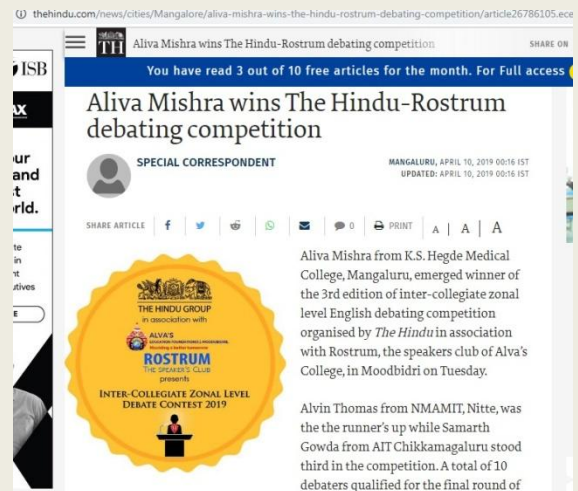 thehindu.com/news/cities/Mangalore/aliva-mishra-wins-the-hindu-rostrum-debating-competition/article26786105.ece
TH
Aliva Mishra wins The Hindu-Rostrum debating competition
SHARE ON
ISB
You have read 3 out of 10 free articles for the month. For Full access
Aliva Mishra wins The Hindu-Rostrum
debating competition
SPECIAL CORRESPONDENT
MANGALURU, APRIL 10, 2019 00:16 IST
UPDATED: APRIL 10, 2019 00:16 IST
SHARE ARTICLE
0
PRINT
A | A | A
THE HINDU GROUP
in association with
ALVA'S
ROSTRUM
THE SPEAKER'S CLUB
presents
INTER-COLLEGIATE ZONAL LEVEL
DEBATE CONTEST 2019
Aliva Mishra from K.S. Hegde Medical
College, Mangaluru, emerged winner of
the 3rd edition of inter-collegiate zonal
level English debating competition
organised by The Hindu in association
with Rostrum, the speakers club of Alva's
College, in Moodbidri on Tuesday.
Alvin Thomas from NMAMIT, Nitte, was
the the runner's up while Samarth
Gowda from AIT Chikkamagaluru stood
third in the competition. A total of 10
debaters qualified for the final round of